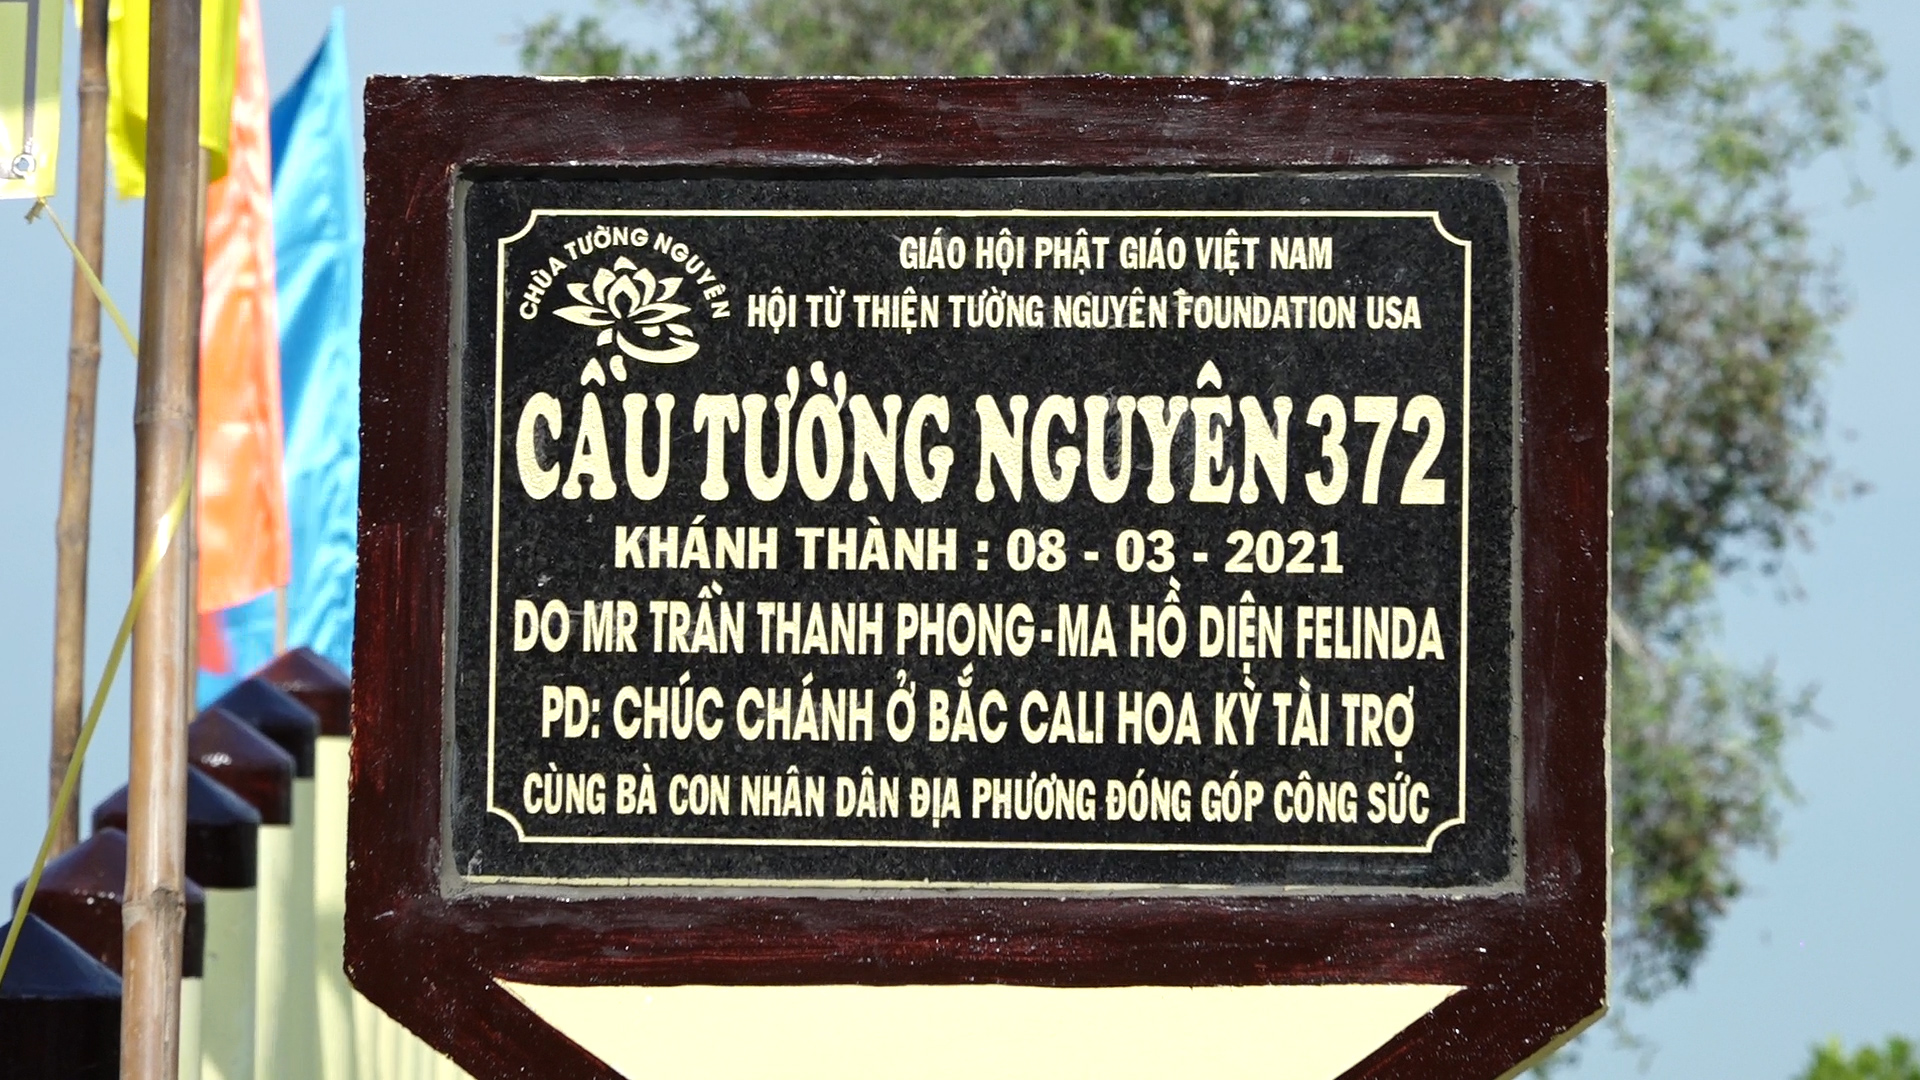 CHÙA TƯỜNG NGUYÊN
GIÁO HỘI PHẬT GIÁO VIỆT NAM
HỘI TỪ THIỆN TƯỜNG NGUYÊN FOUNDATION USA
CẦU TƯỜNG NGUYÊN 372
KHÁNH THÀNH : 08 - 03 - 2021
DO MR TRẦN THANH PHONG-MA HỒ DIỆN FELINDA
PD: CHÚC CHÁNH Ở BẮC CALI HOA KỲ TÀI TRỢ
CÙNG BÀ CON NHÂN DÂN ĐỊA PHƯƠNG ĐÓNG GÓP CÔNG SỨC